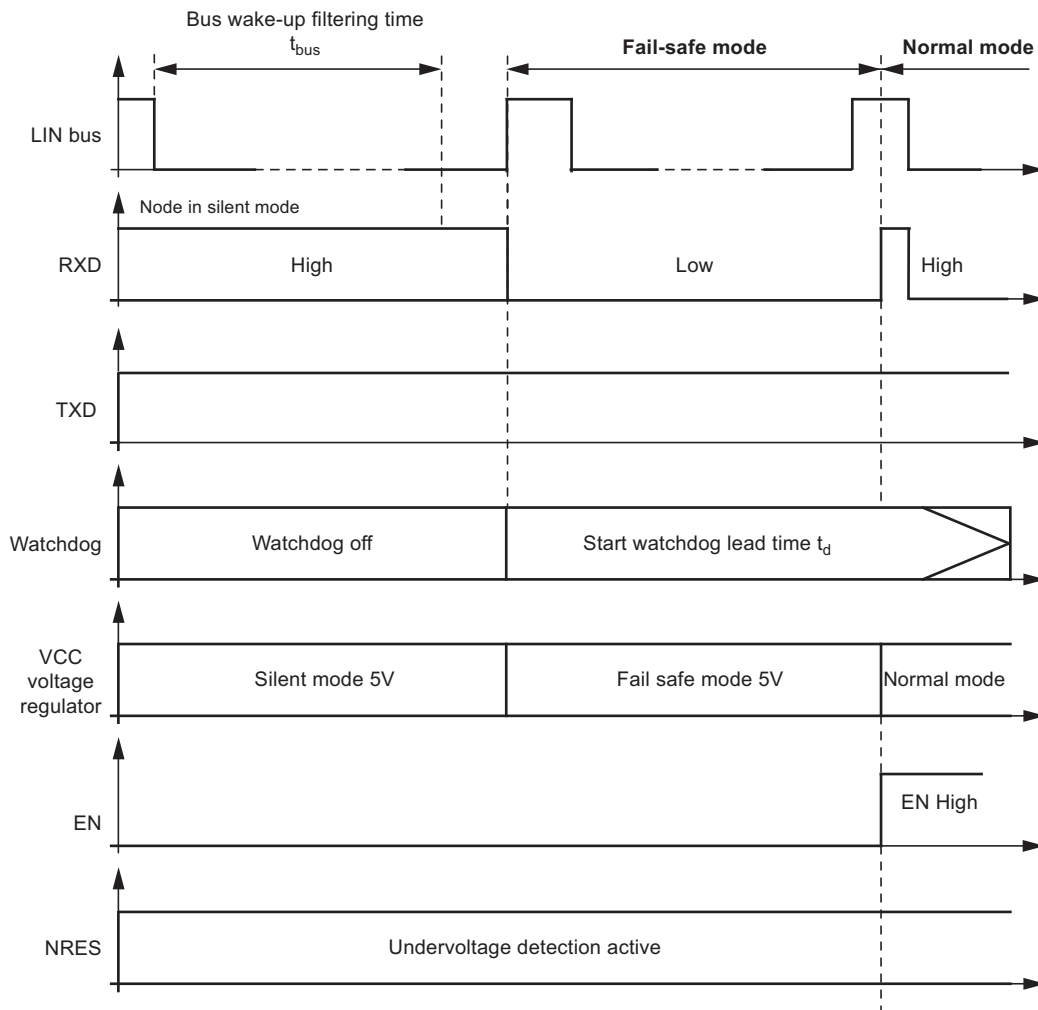 Bus wake-up filtering time
tbus
Fail-safe mode
Normal mode
LIN bus
Node in silent mode
RXD
High
Low
High
TXD
Watchdog
Watchdog off
Start watchdog lead time td
VCC
voltage
regulator
Silent mode 5V
Fail safe mode 5V
Normal mode
EN
EN High
NRES
Undervoltage detection active